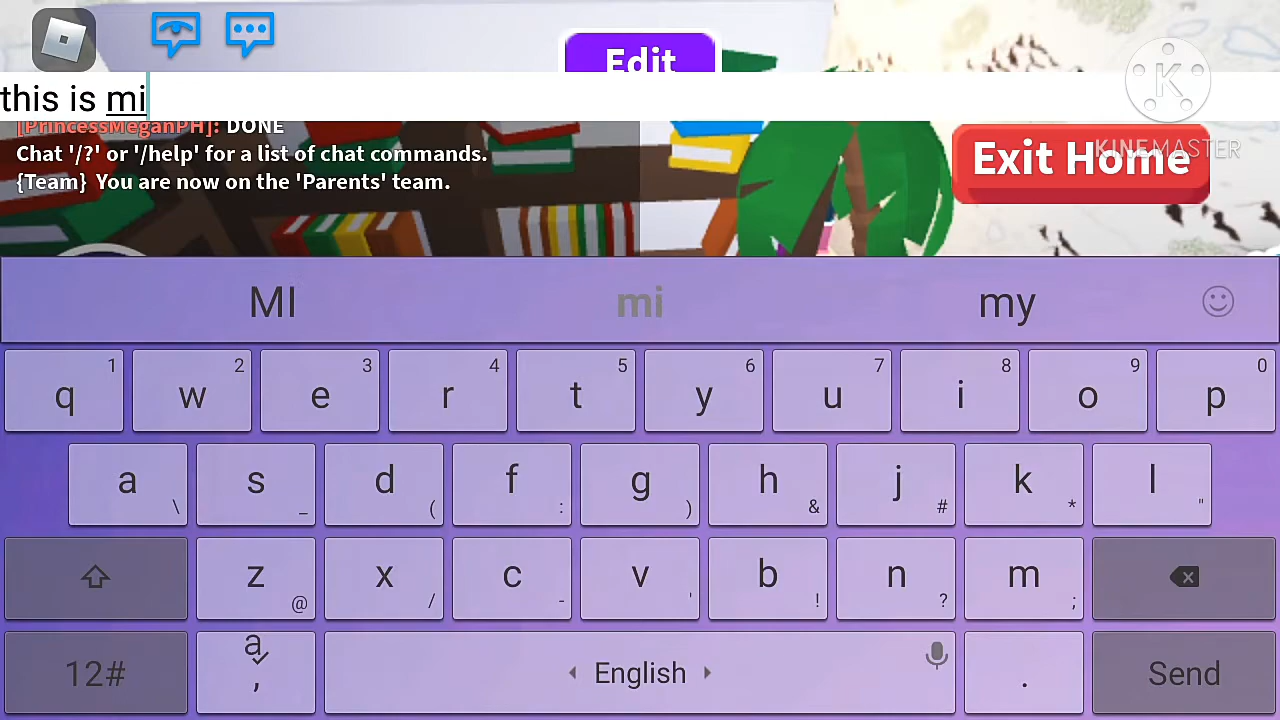 Edit
this is mi
[PrincessMeganPH]: DONE
Chat '/?' or '/help' for a list of chat commands.
{Team} You are now on the 'Parents' team.
K
KINEMASTER
Exit Home
MI mi my
1 2 3 4 5 6 7 8 9 0
q w e r t y u i o p
a s d f g h j k l
\ _ ( : ) & # * "
z x c v b n m
@ / - ' ! ? ;
12# a , English . Send